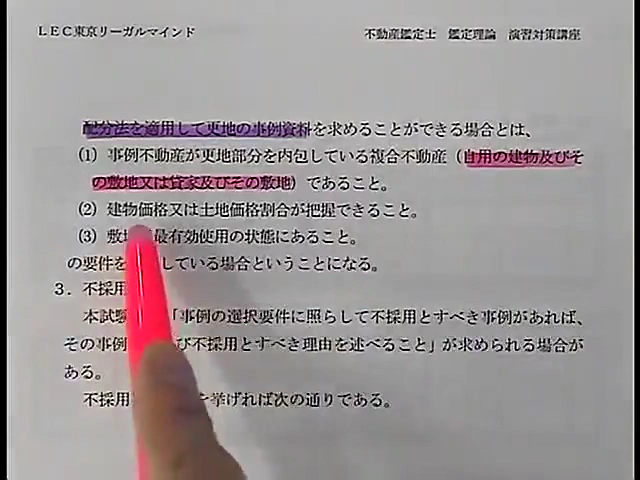 LEC東京リーガルマインド 不動産鑑定士 鑑定理論 演習対策講座
配分法を適用して更地の事例資料を求めることができる場合とは、
(1) 事例不動産が更地部分を内包している複合不動産（自用の建物及びそ
の敷地又は貸家及びその敷地）であること。
(2) 建物価格又は土地価格割合が把握できること。
(3) 敷 最有効使用の状態にあること。
の要件を している場合ということになる。
3．不採用
本試験 「事例の選択要件に照らして不採用とすべき事例があれば、
その事例 び不採用とすべき理由を述べること」が求められる場合が
ある。
不採用 を挙げれば次の通りである。